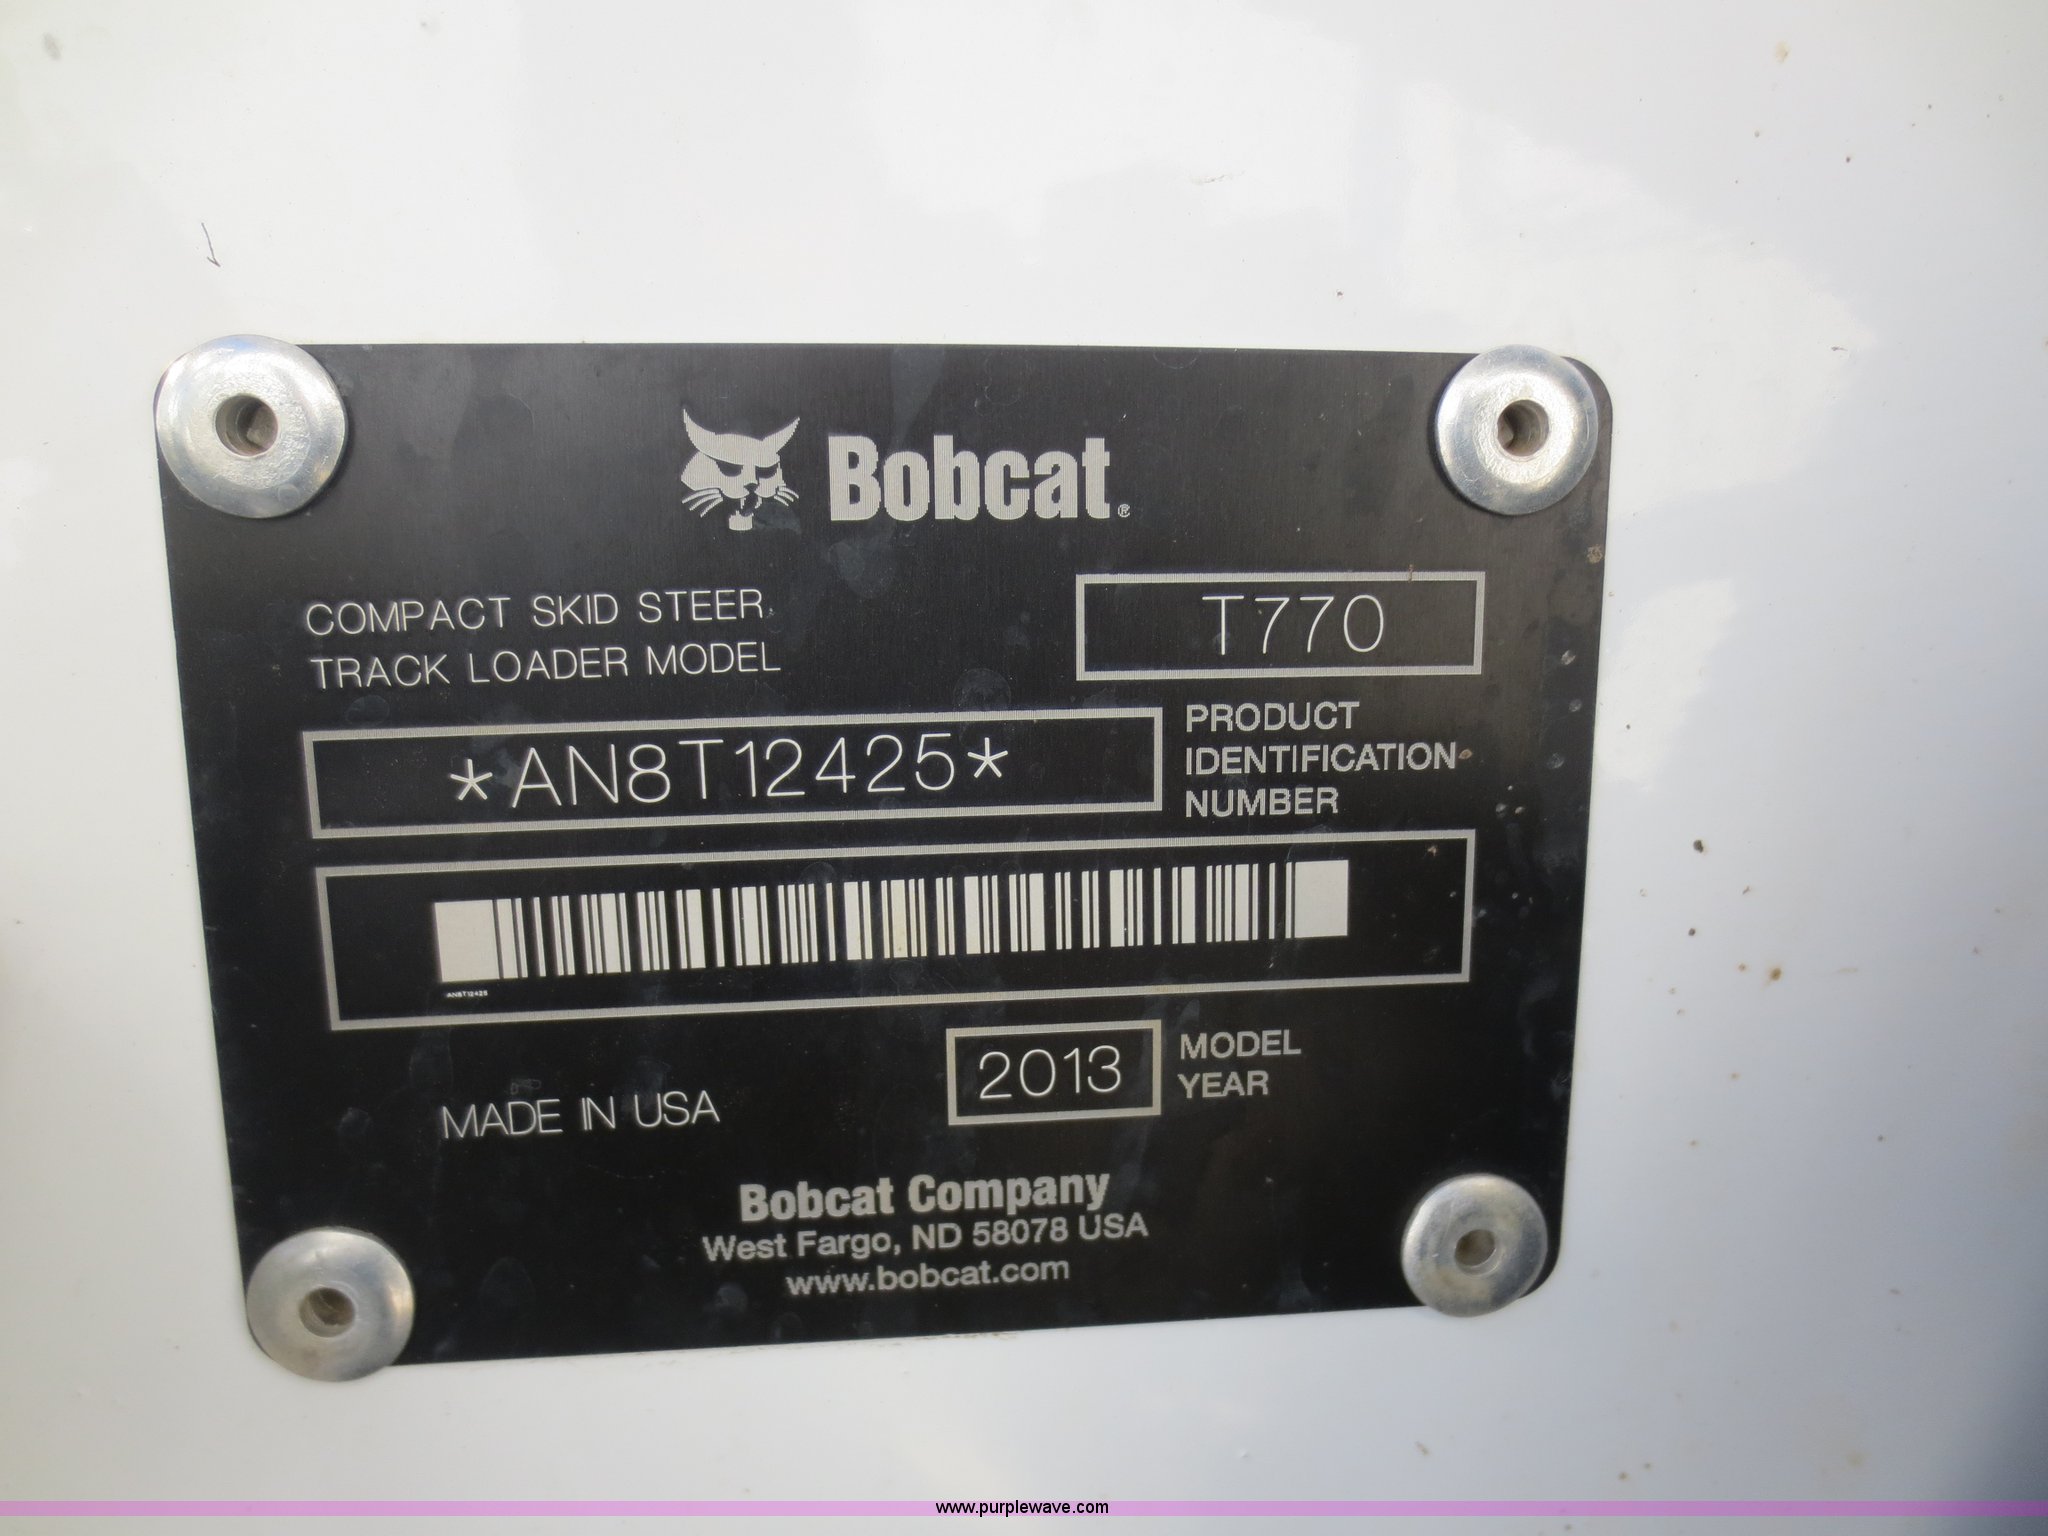 Bobcat®
COMPACT SKID STEER
TRACK LOADER MODEL
T770
*AN8T12425*
PRODUCT
IDENTIFICATION
NUMBER
AN8T12425
2013
MODEL
YEAR
MADE IN USA
Bobcat Company
West Fargo, ND 58078 USA
www.bobcat.com
www.purplewave.com